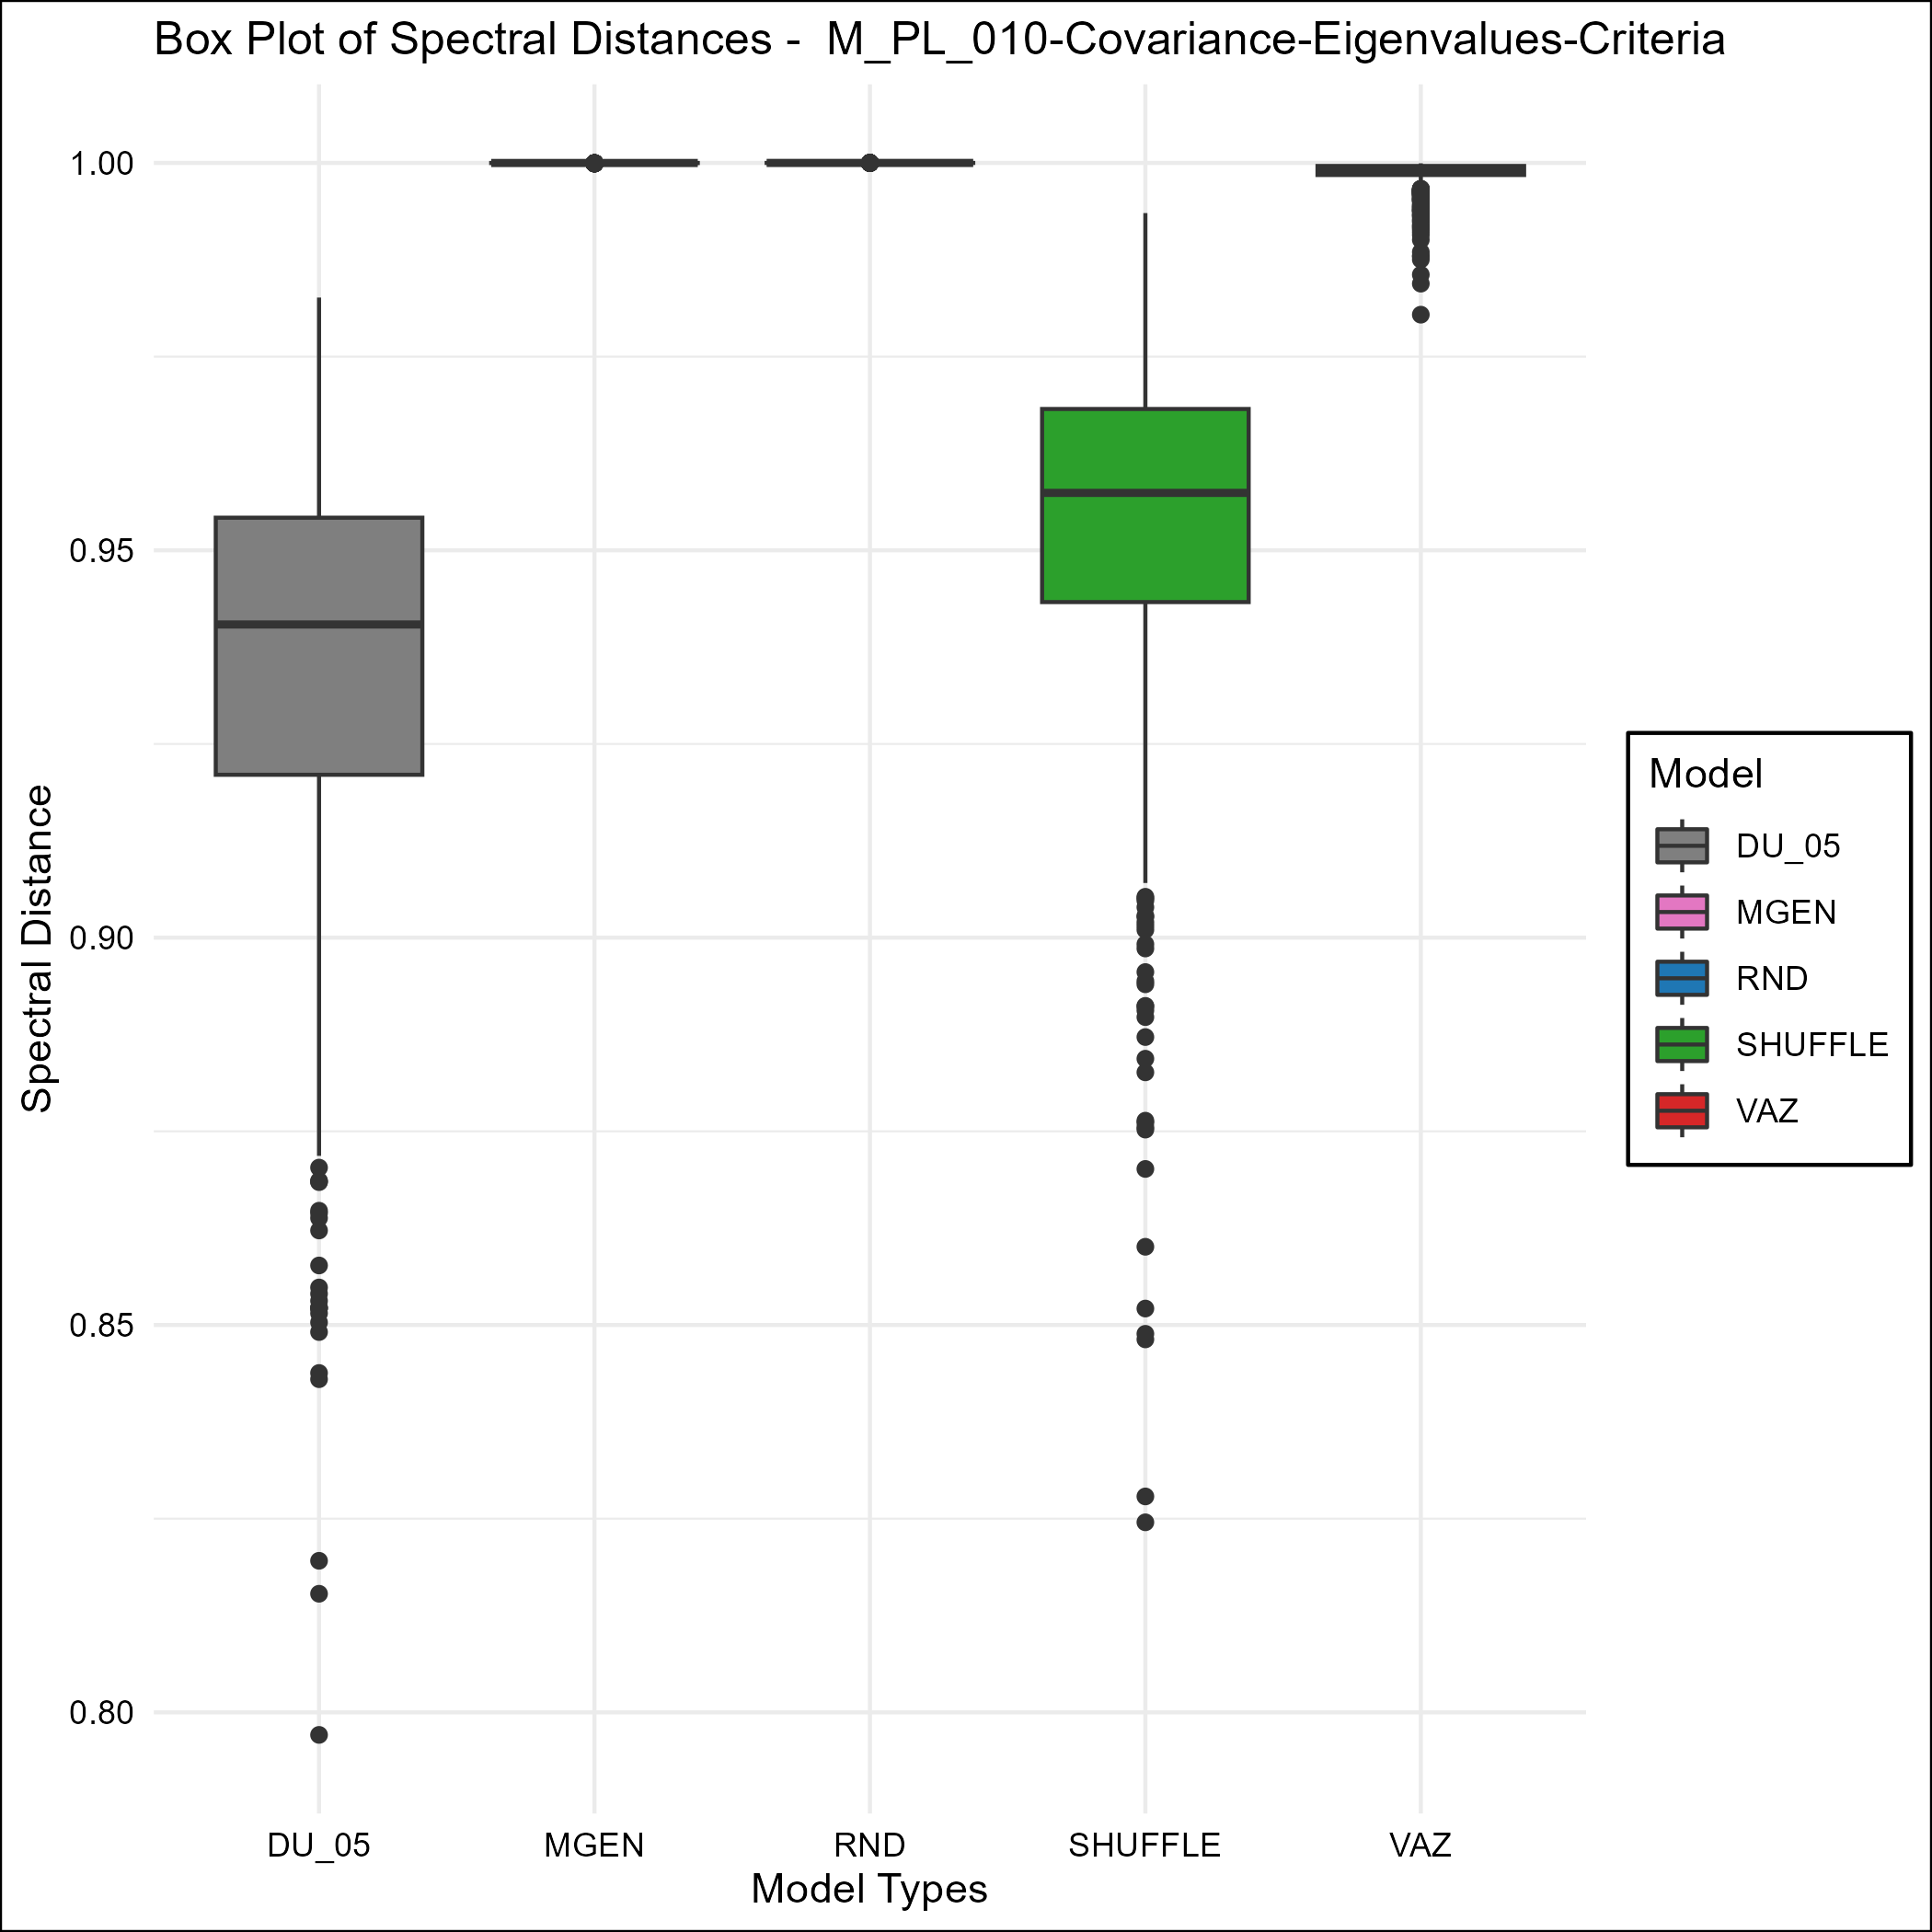 Box Plot of Spectral Distances -  M_PL_010-Covariance-Eigenvalues-Criteria
1.00
0.95
0.90
0.85
0.80
Spectral Distance
DU_05
MGEN
RND
SHUFFLE
VAZ
Model Types
Model
DU_05
MGEN
RND
SHUFFLE
VAZ